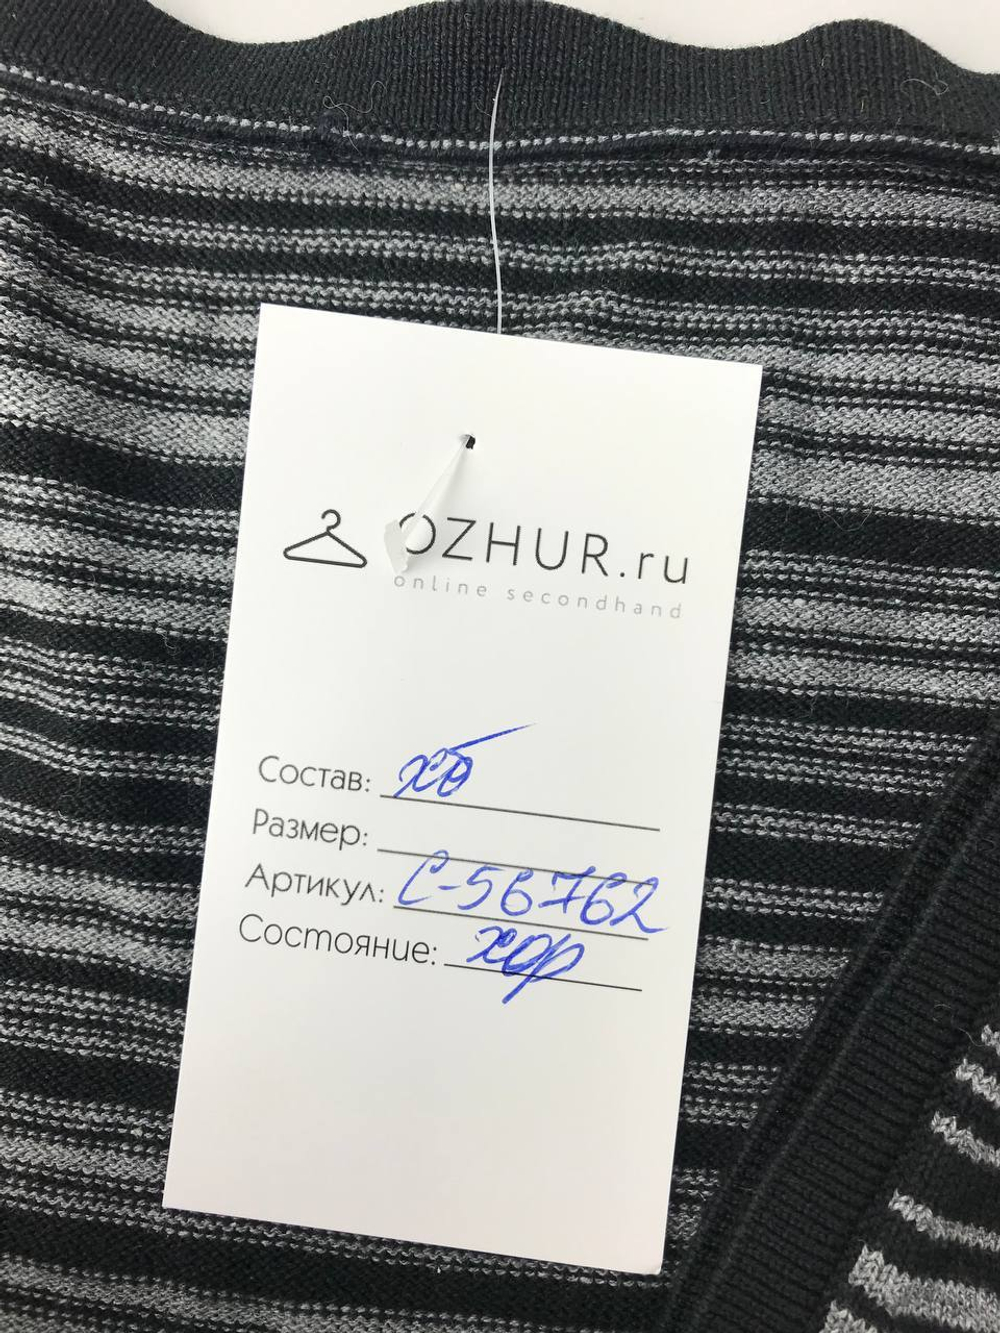 OZHUR.ru
online secondhand
Состав: хб
Размер:
Артикул: С-56762
Состояние: хор